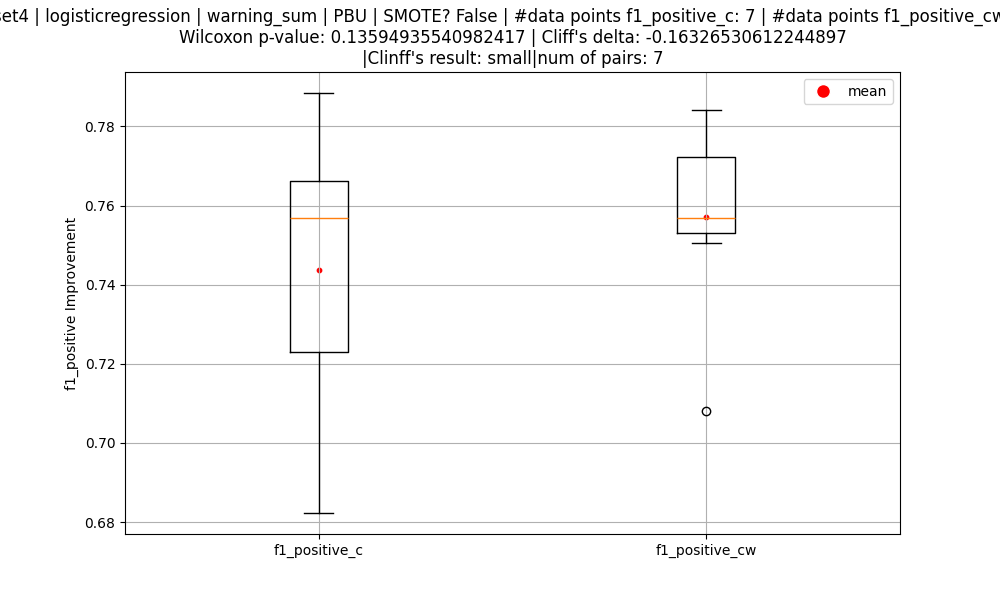 set4 | logisticregression | warning_sum | PBU | SMOTE? False | #data points f1_positive_c: 7 | #data points f1_positive_cw
Wilcoxon p-value: 0.13594935540982417 | Cliff's delta: -0.16326530612244897
|Clinff's result: small|num of pairs: 7
mean
0.78
0.76
0.74
0.72
0.70
0.68
f1_positive Improvement
f1_positive_c
f1_positive_cw